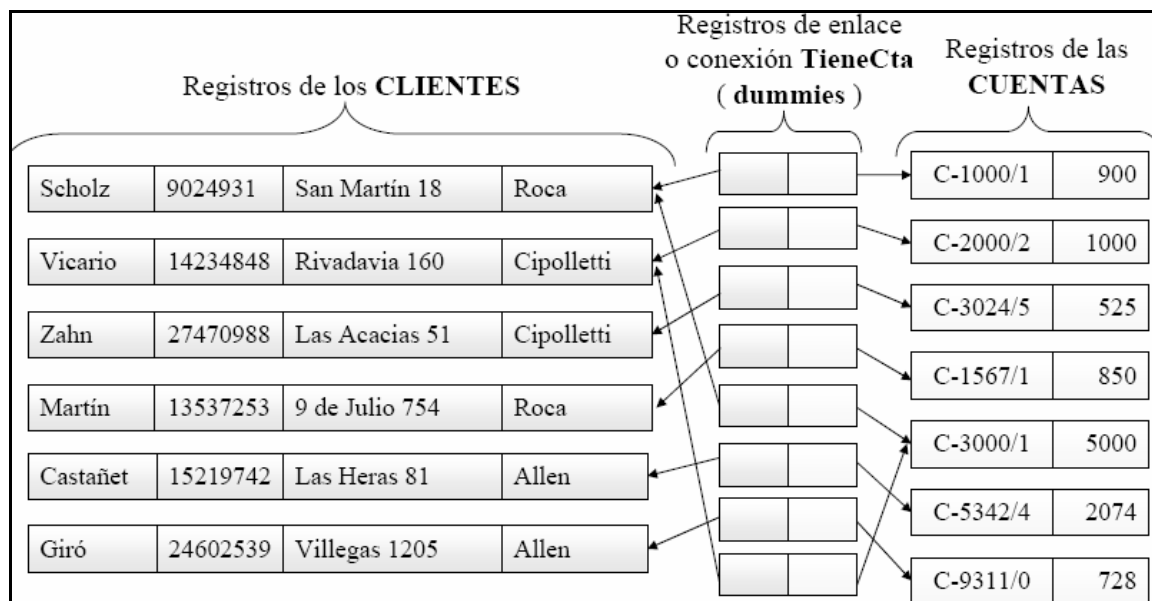 Registros de los CLIENTES
Registros de enlace
o conexión TieneCta
( dummies )
Registros de las
CUENTAS
Scholz 9024931 San Martín 18 Roca
Vicario 14234848 Rivadavia 160 Cipolletti
Zahn 27470988 Las Acacias 51 Cipolletti
Martín 13537253 9 de Julio 754 Roca
Castañet 15219742 Las Heras 81 Allen
Giró 24602539 Villegas 1205 Allen
C-1000/1 900
C-2000/2 1000
C-3024/5 525
C-1567/1 850
C-3000/1 5000
C-5342/4 2074
C-9311/0 728